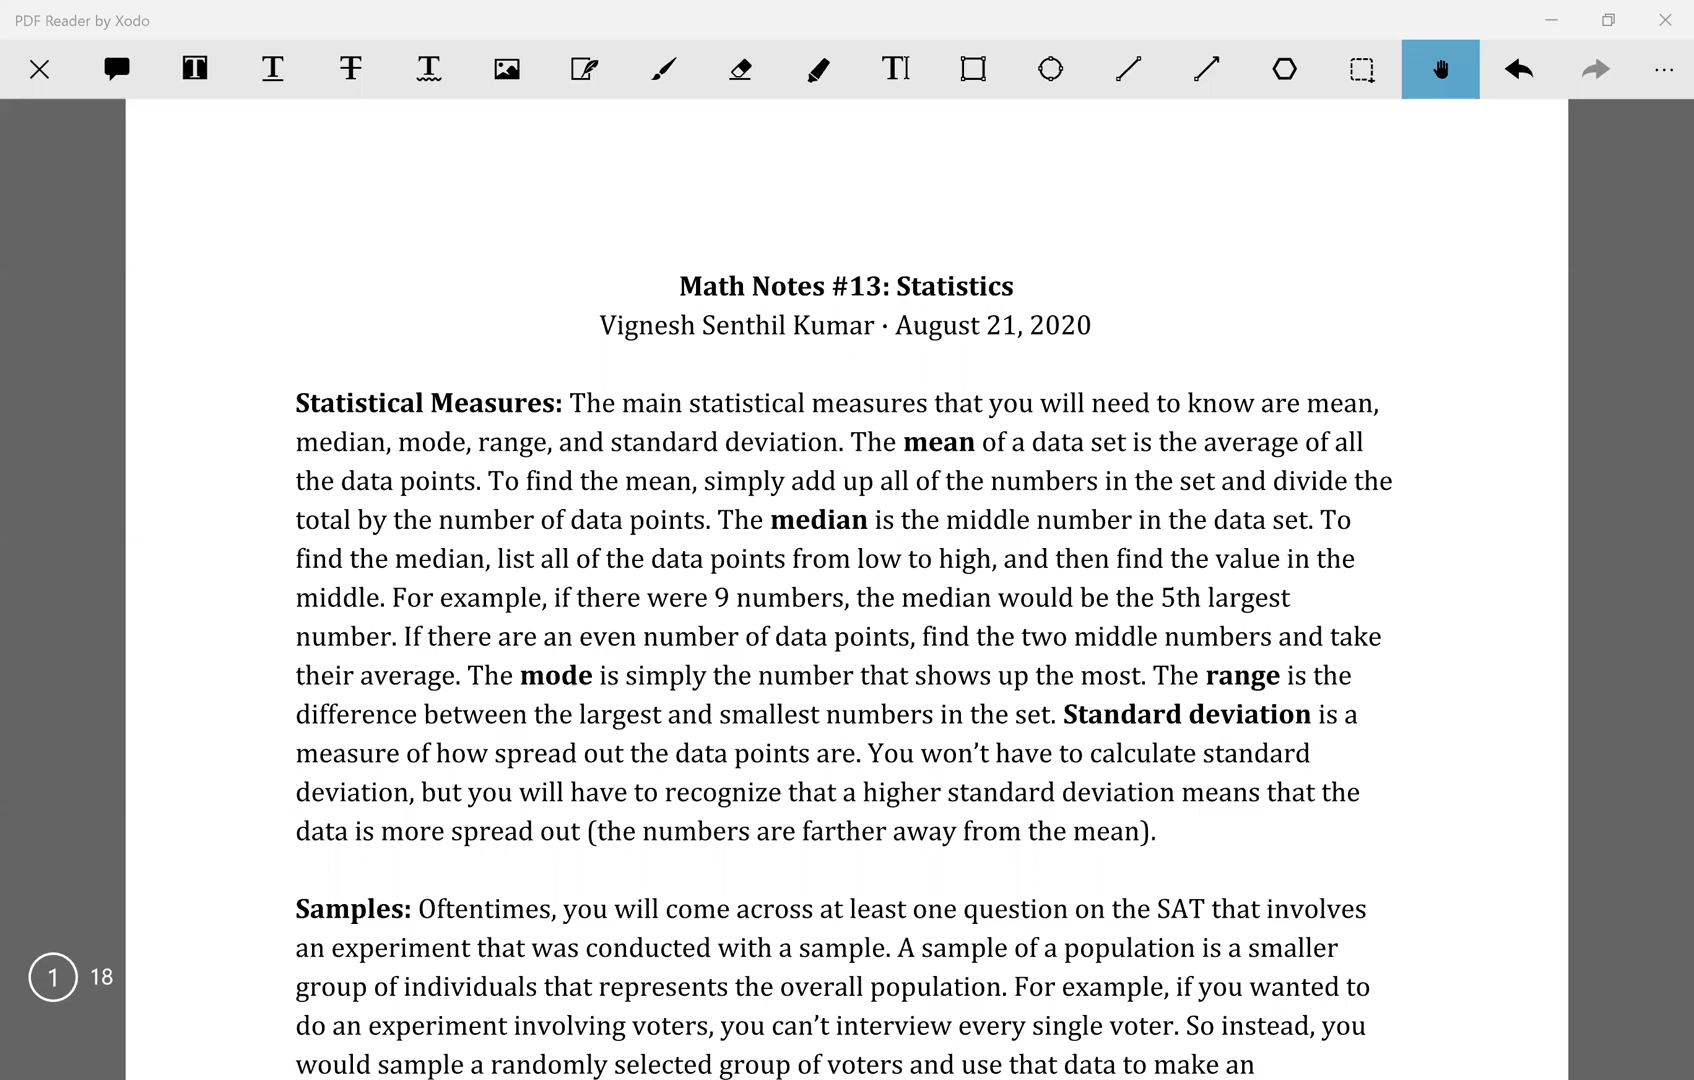 PDF Reader by Xodo
Math Notes #13: Statistics
Vignesh Senthil Kumar · August 21, 2020
Statistical Measures: The main statistical measures that you will need to know are mean,
median, mode, range, and standard deviation. The mean of a data set is the average of all
the data points. To find the mean, simply add up all of the numbers in the set and divide the
total by the number of data points. The median is the middle number in the data set. To
find the median, list all of the data points from low to high, and then find the value in the
middle. For example, if there were 9 numbers, the median would be the 5th largest
number. If there are an even number of data points, find the two middle numbers and take
their average. The mode is simply the number that shows up the most. The range is the
difference between the largest and smallest numbers in the set. Standard deviation is a
measure of how spread out the data points are. You won’t have to calculate standard
deviation, but you will have to recognize that a higher standard deviation means that the
data is more spread out (the numbers are farther away from the mean).
Samples: Oftentimes, you will come across at least one question on the SAT that involves
an experiment that was conducted with a sample. A sample of a population is a smaller
group of individuals that represents the overall population. For example, if you wanted to
do an experiment involving voters, you can’t interview every single voter. So instead, you
would sample a randomly selected group of voters and use that data to make an
1 18